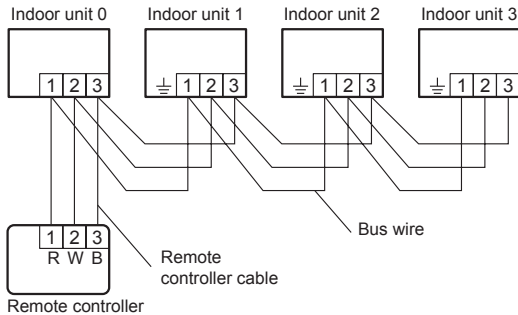 Indoor unit 0 Indoor unit 1 Indoor unit 2 Indoor unit 3
1 2 3 1 2 3 1 2 3 1 2 3
Bus wire
1 2 3
R W B
Remote
controller cable
Remote controller